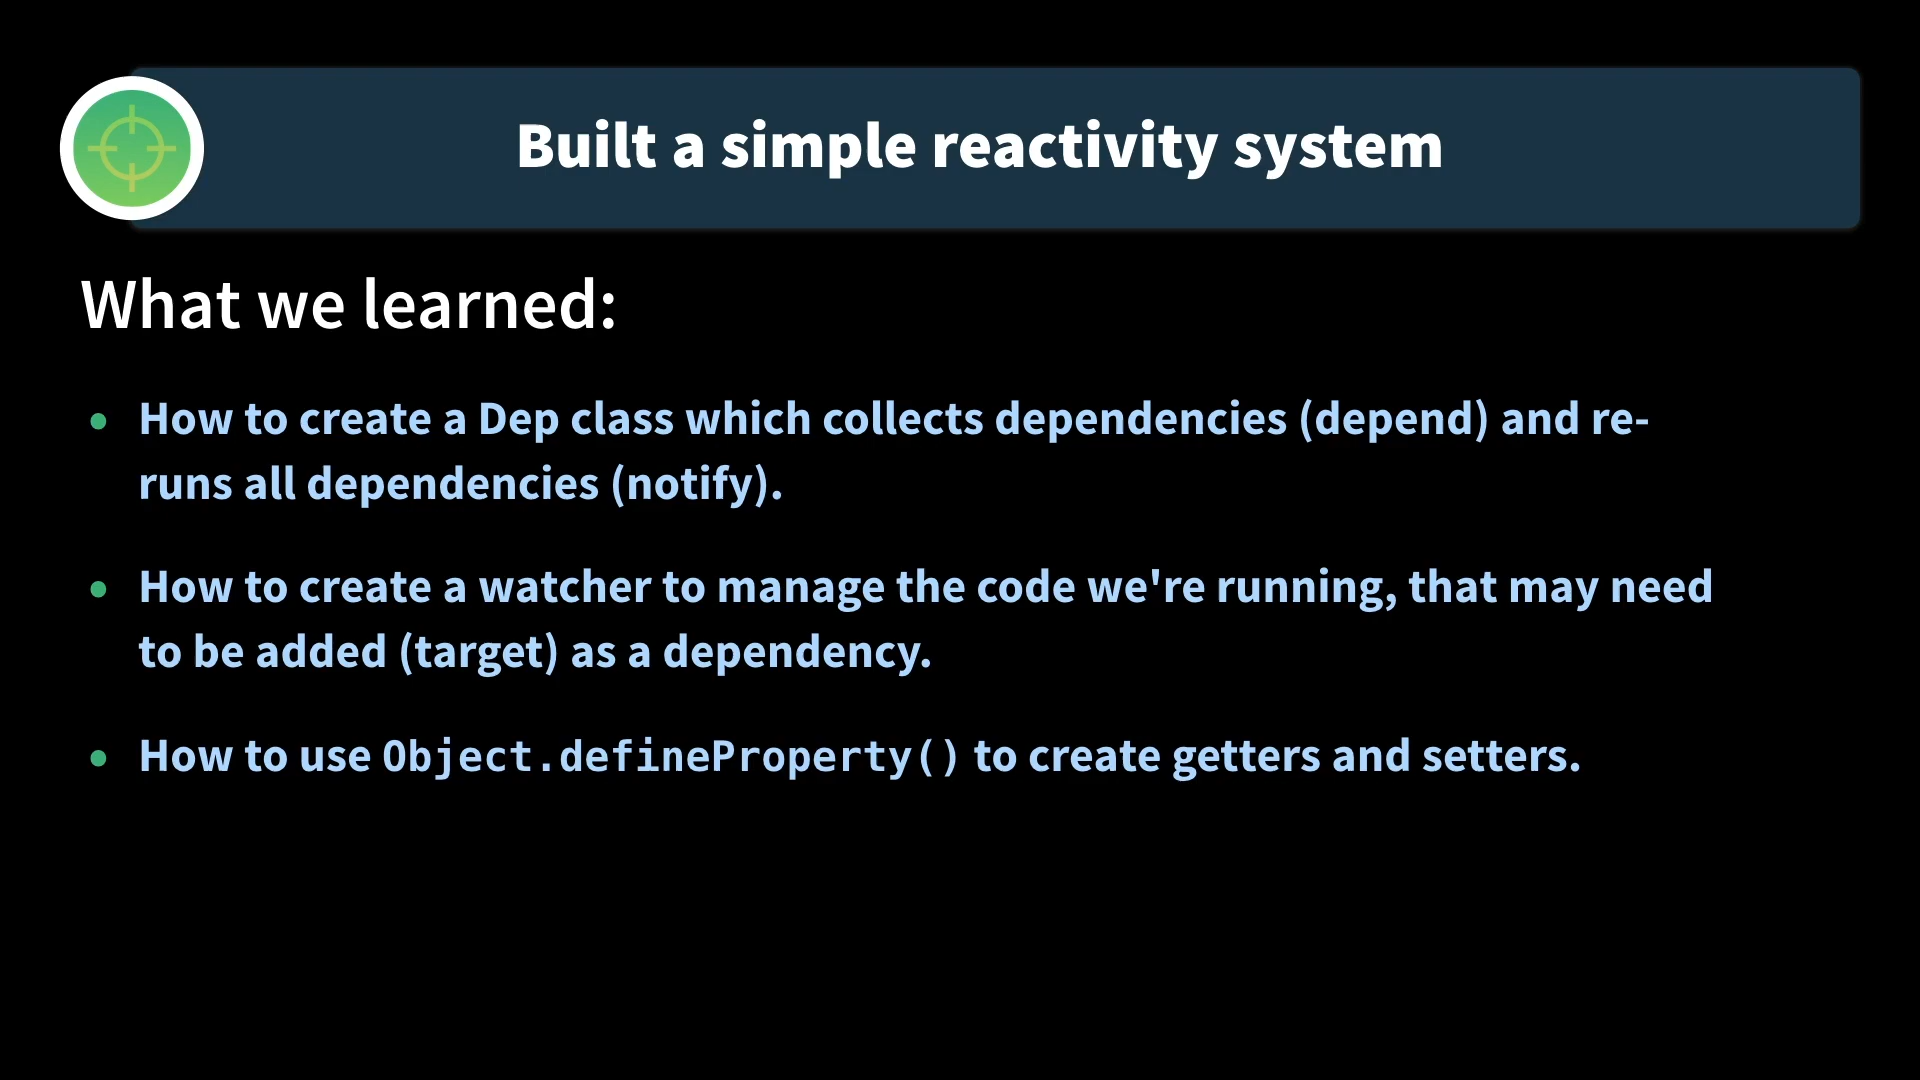 Built a simple reactivity system
What we learned:
• How to create a Dep class which collects dependencies (depend) and re-
runs all dependencies (notify).
• How to create a watcher to manage the code we're running, that may need
to be added (target) as a dependency.
• How to use Object.defineProperty() to create getters and setters.